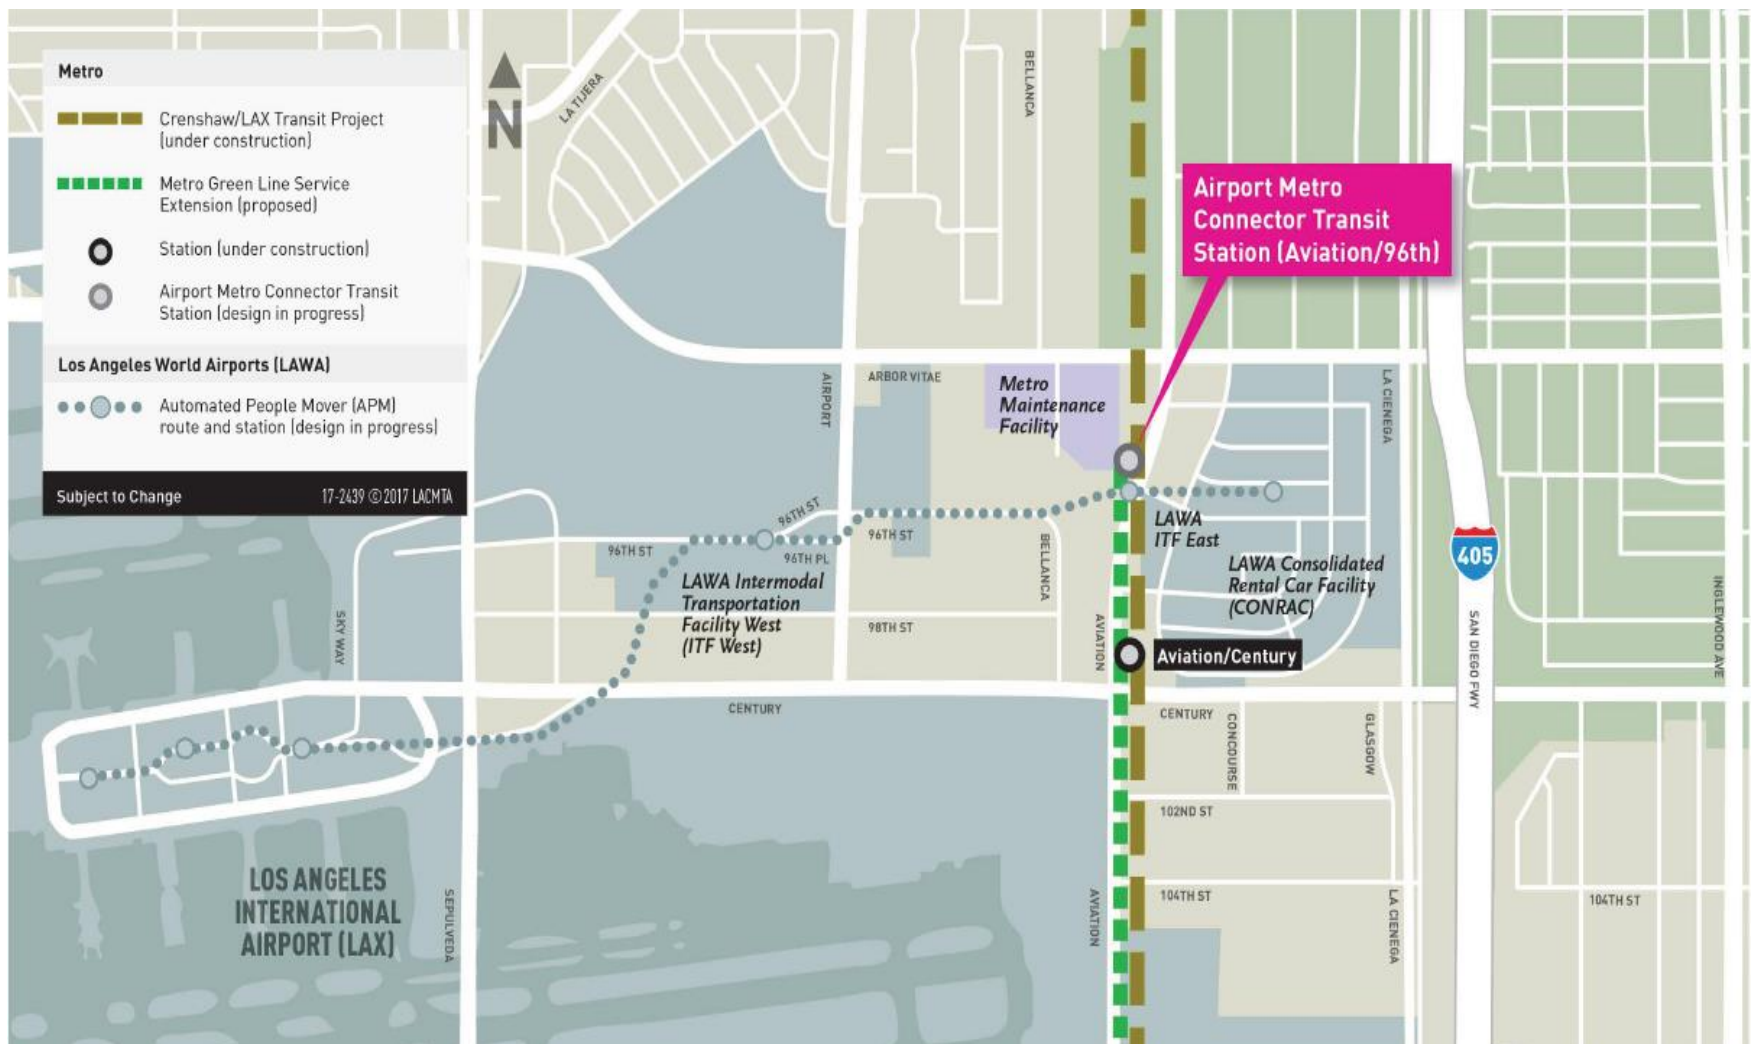 Metro
Crenshaw/LAX Transit Project
(under construction)
Metro Green Line Service
Extension (proposed)
Station (under construction)
Airport Metro Connector Transit
Station (design in progress)
Los Angeles World Airports (LAWA)
Automated People Mover (APM)
route and station (design in progress)
Subject to Change
17-2439 ©2017 LACMTA
N
LA TIJERA
BELLANCA
Airport Metro
Connector Transit
Station (Aviation/96th)
AIRPORT
ARBOR VITAE
Metro
Maintenance
Facility
LA CIENEGA
96TH ST
96TH ST
96TH PL
96TH ST
BELLANCA
LAWA
ITF East
LAWA Consolidated
Rental Car Facility
(CONRAC)
405
SAN DIEGO FWY
INGLEWOOD AVE
LAWA Intermodal
Transportation
Facility West
(ITF West)
SKY WAY
98TH ST
AVIATION
Aviation/Century
CENTURY
CENTURY
CONCOURSE
GLASGOW
102ND ST
104TH ST
104TH ST
LOS ANGELES
INTERNATIONAL
AIRPORT (LAX)
SEPULVEDA
AVIATION
LA CIENEGA